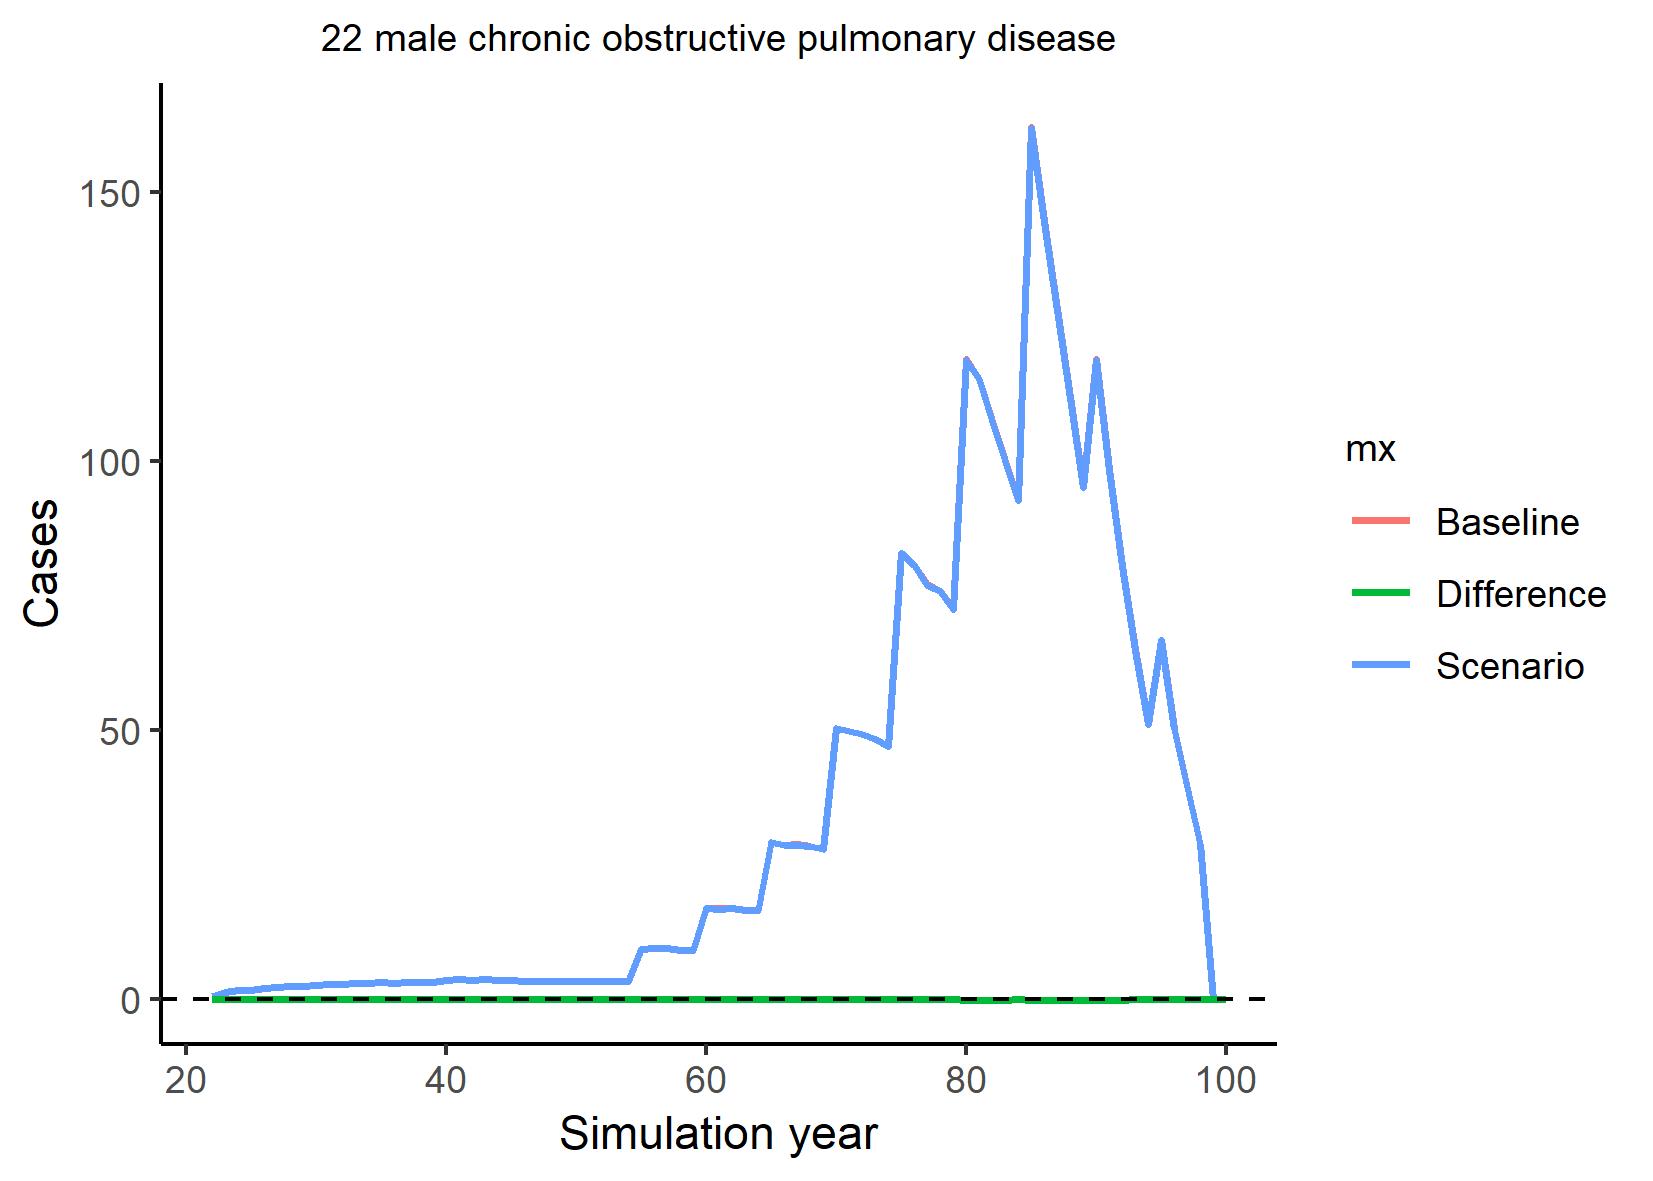 22 male chronic obstructive pulmonary disease
Cases
150
100
50
0
20 40 60 80 100
Simulation year
mx
Baseline
Difference
Scenario